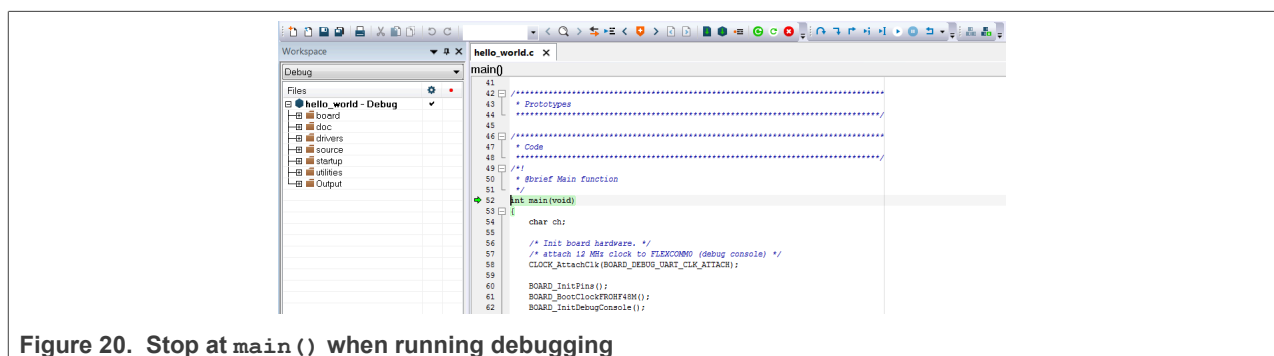 Workspace
hello_world.c X
Debug
main()
Files
hello_world - Debug
board
doc
drivers
source
startup
utilities
Output
41
42 /*******************************************************************************
43  * Prototypes
44  ******************************************************************************/
45
46 /*******************************************************************************
47  * Code
48  ******************************************************************************/
49 /*!
50  * @brief Main function
51  */
52 int main(void)
53 {
54     char ch;
55
56     /* Init board hardware. */
57     /* attach 12 MHz clock to FLEXCOMM0 (debug console) */
58     CLOCK_AttachClk(BOARD_DEBUG_UART_CLK_ATTACH);
59
60     BOARD_InitPins();
61     BOARD_BootClockFROHF48M();
62     BOARD_InitDebugConsole();
Figure 20. Stop at main() when running debugging